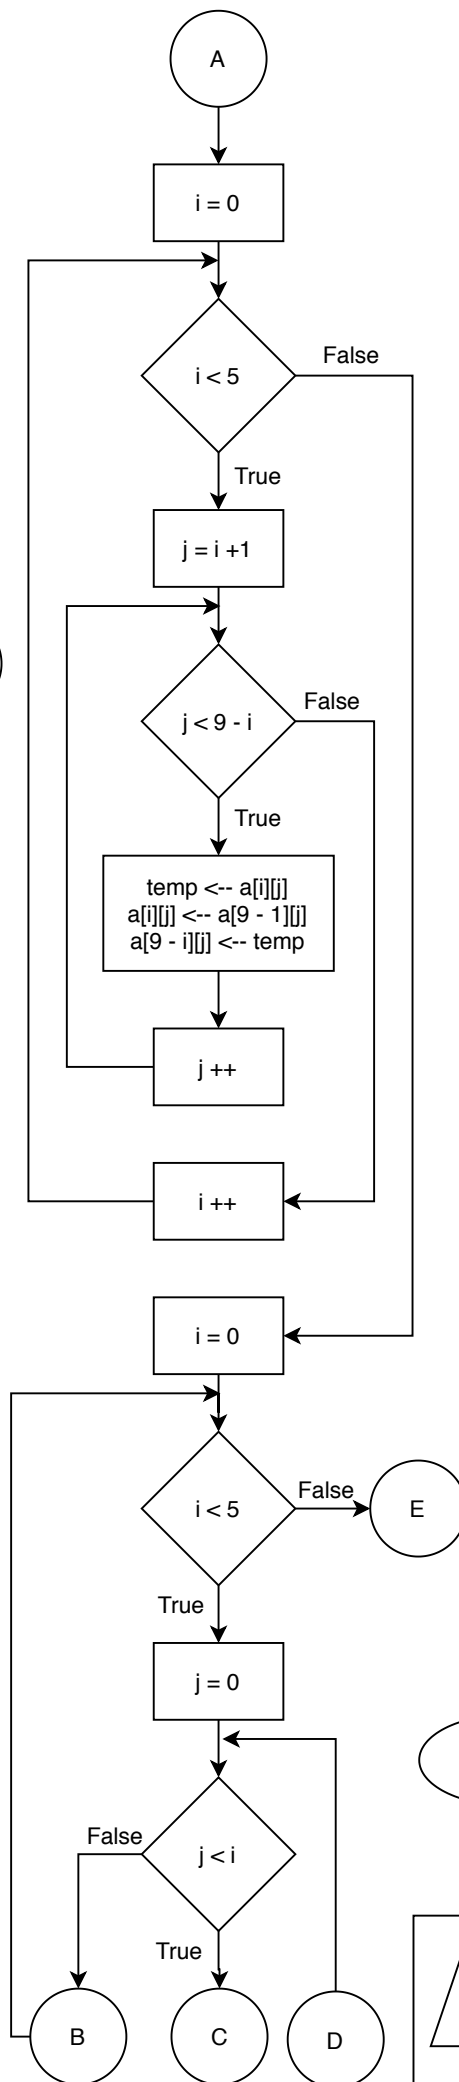 A
i = 0
i < 5
False
True
j = i +1
j < 9 - i
False
True
temp <-- a[i][j]
a[i][j] <-- a[9 - 1][j]
a[9 - i][j] <-- temp
j ++
i ++
i = 0
i < 5
False
E
True
j = 0
j < i
False
True
B
C
D